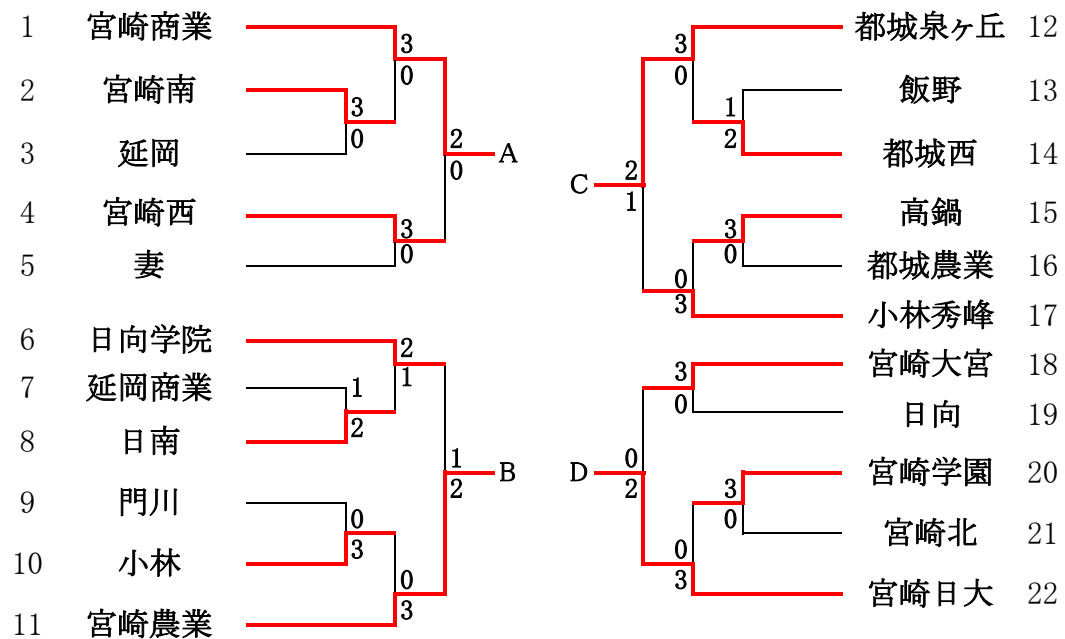 1 宮崎商業
2 宮崎南
3 延岡
4 宮崎西
5 妻
6 日向学院
7 延岡商業
8 日南
9 門川
10 小林
11 宮崎農業
3
0
3
0
2
0
A
3
0
2
1
1
2
1
2
B
0
3
0
3
3
0
1
2
2
1
C
3
0
0
3
3
0
0
2
D
3
0
0
3
都城泉ヶ丘 12
飯野 13
都城西 14
高鍋 15
都城農業 16
小林秀峰 17
宮崎大宮 18
日向 19
宮崎学園 20
宮崎北 21
宮崎日大 22